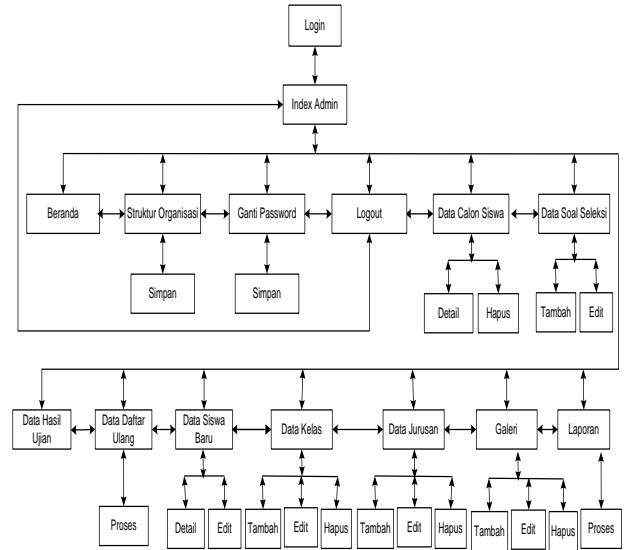 Login
Index Admin
Beranda
Struktur Organisasi
Ganti Password
Logout
Data Calon Siswa
Data Soal Seleksi
Simpan
Simpan
Detail
Hapus
Tambah
Edit
Data Hasil
Ujian
Data Daftar
Ulang
Data Siswa
Baru
Data Kelas
Data Jurusan
Galeri
Laporan
Proses
Detail
Edit
Tambah
Edit
Hapus
Tambah
Edit
Hapus
Tambah
Edit
Hapus
Proses